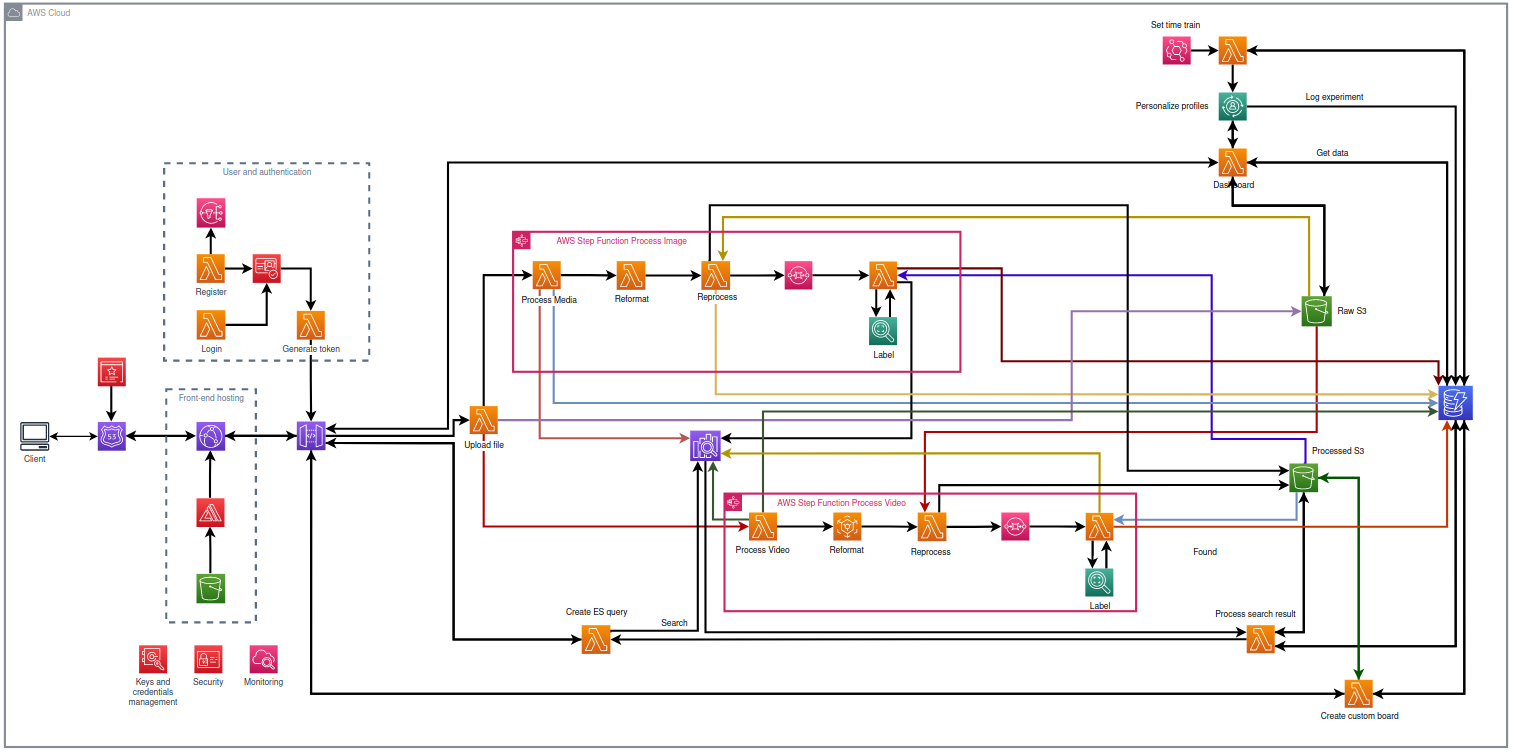 AWS Cloud
Set time train
Personalize profiles
Log experiment
Get data
Dashboard
User and authentication
Register
Login
Generate token
AWS Step Function Process Image
Process Media
Reformat
Reprocess
Label
Raw S3
Front-end hosting
53
Client
Upload file
Processed S3
AWS Step Function Process Video
Process Video
Reformat
Reprocess
Found
Label
Create ES query
Search
Process search result
Keys and
credentials
management
Security
Monitoring
Create custom board